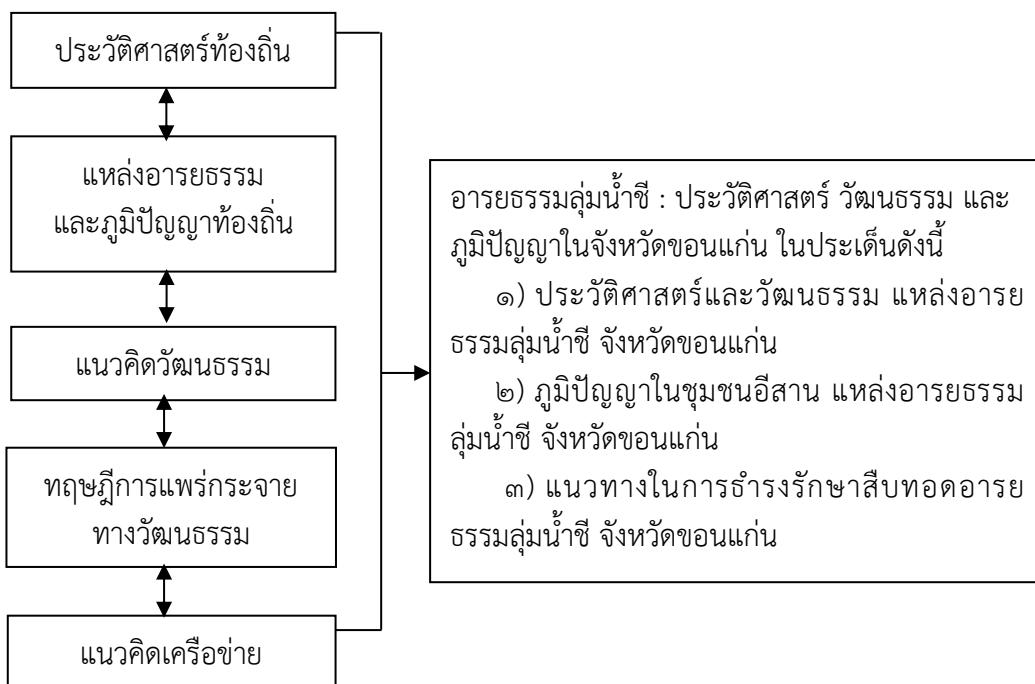 ประวัติศาสตร์ท้องถิ่น
แหล่งอารยธรรม
และภูมิปัญญาท้องถิ่น
แนวคิดวัฒนธรรม
ทฤษฎีการแพร่กระจาย
ทางวัฒนธรรม
แนวคิดเครือข่าย
อารยธรรมลุ่มน้ำชี : ประวัติศาสตร์ วัฒนธรรม และ
ภูมิปัญญาในจังหวัดขอนแก่น ในประเด็นดังนี้
๑) ประวัติศาสตร์และวัฒนธรรม แหล่งอารย
ธรรมลุ่มน้ำชี จังหวัดขอนแก่น
๒) ภูมิปัญญาในชุมชนอีสาน แหล่งอารยธรรม
ลุ่มน้ำชี จังหวัดขอนแก่น
๓) แนวทางในการธำรงรักษาสืบทอดอารย
ธรรมลุ่มน้ำชี จังหวัดขอนแก่น